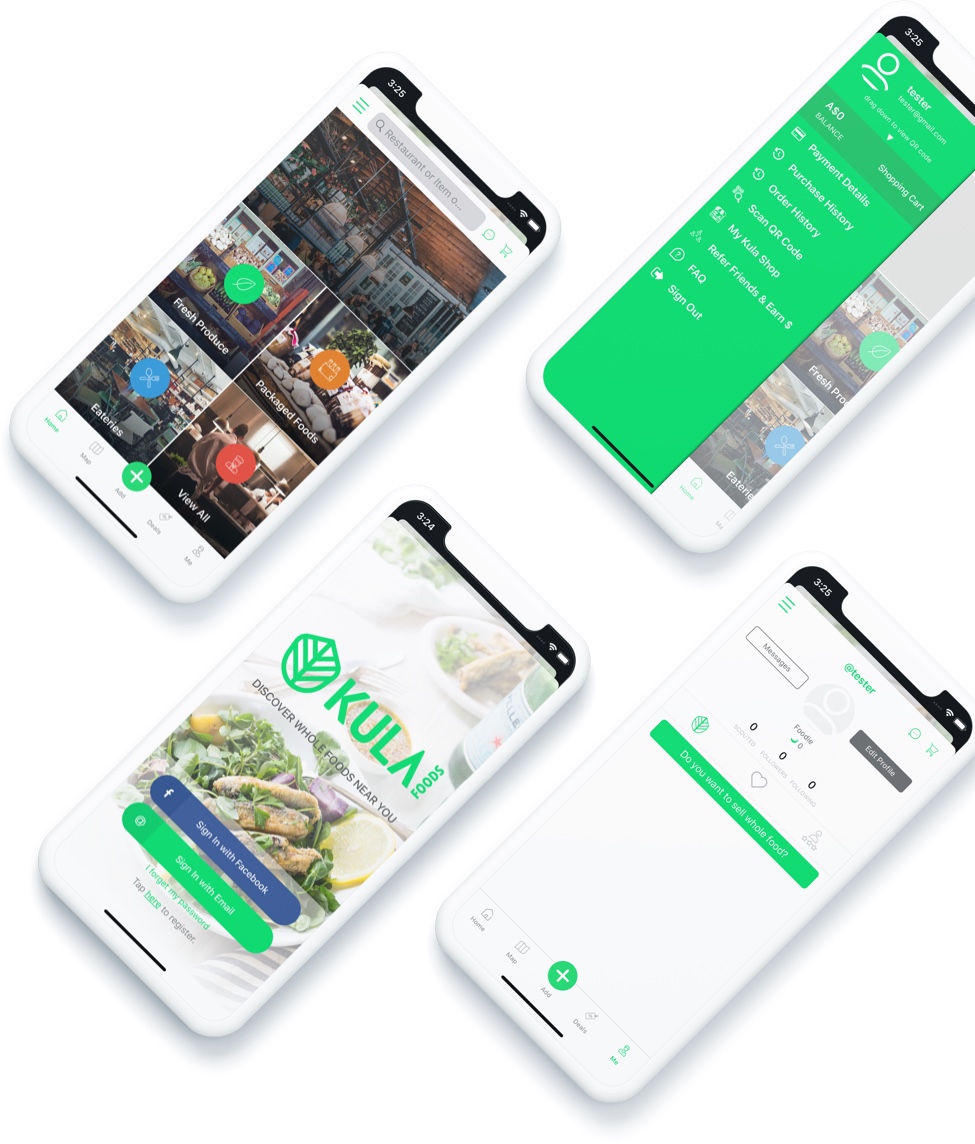 3:25
Restaurant or Item o...
Fresh Produce
Packaged Foods
Eateries
View All
Home
Map
Add
Deals
Me
3:25
tester
tester@gmail.com
drag down to view QR code
A$0
BALANCE
Shopping Cart
Payment Details
Purchase History
Order History
Scan QR Code
My Kula Shop
Refer Friends & Earn $
FAQ
Sign Out
Fresh Pro
Eaterie
Home
Ma
3:24
KULA
FOODS
DISCOVER WHOLE FOODS NEAR YOU
f
Sign In with Facebook
@
Sign In with Email
I forget my password
Tap here to register.
3:25
@tester
Messages
Edit Profile
Foodie
0
0
SCOUTED
0
FOLLOWERS
0
FOLLOWING
Do you want to sell whole food?
Home
Map
Add
Deals
Me